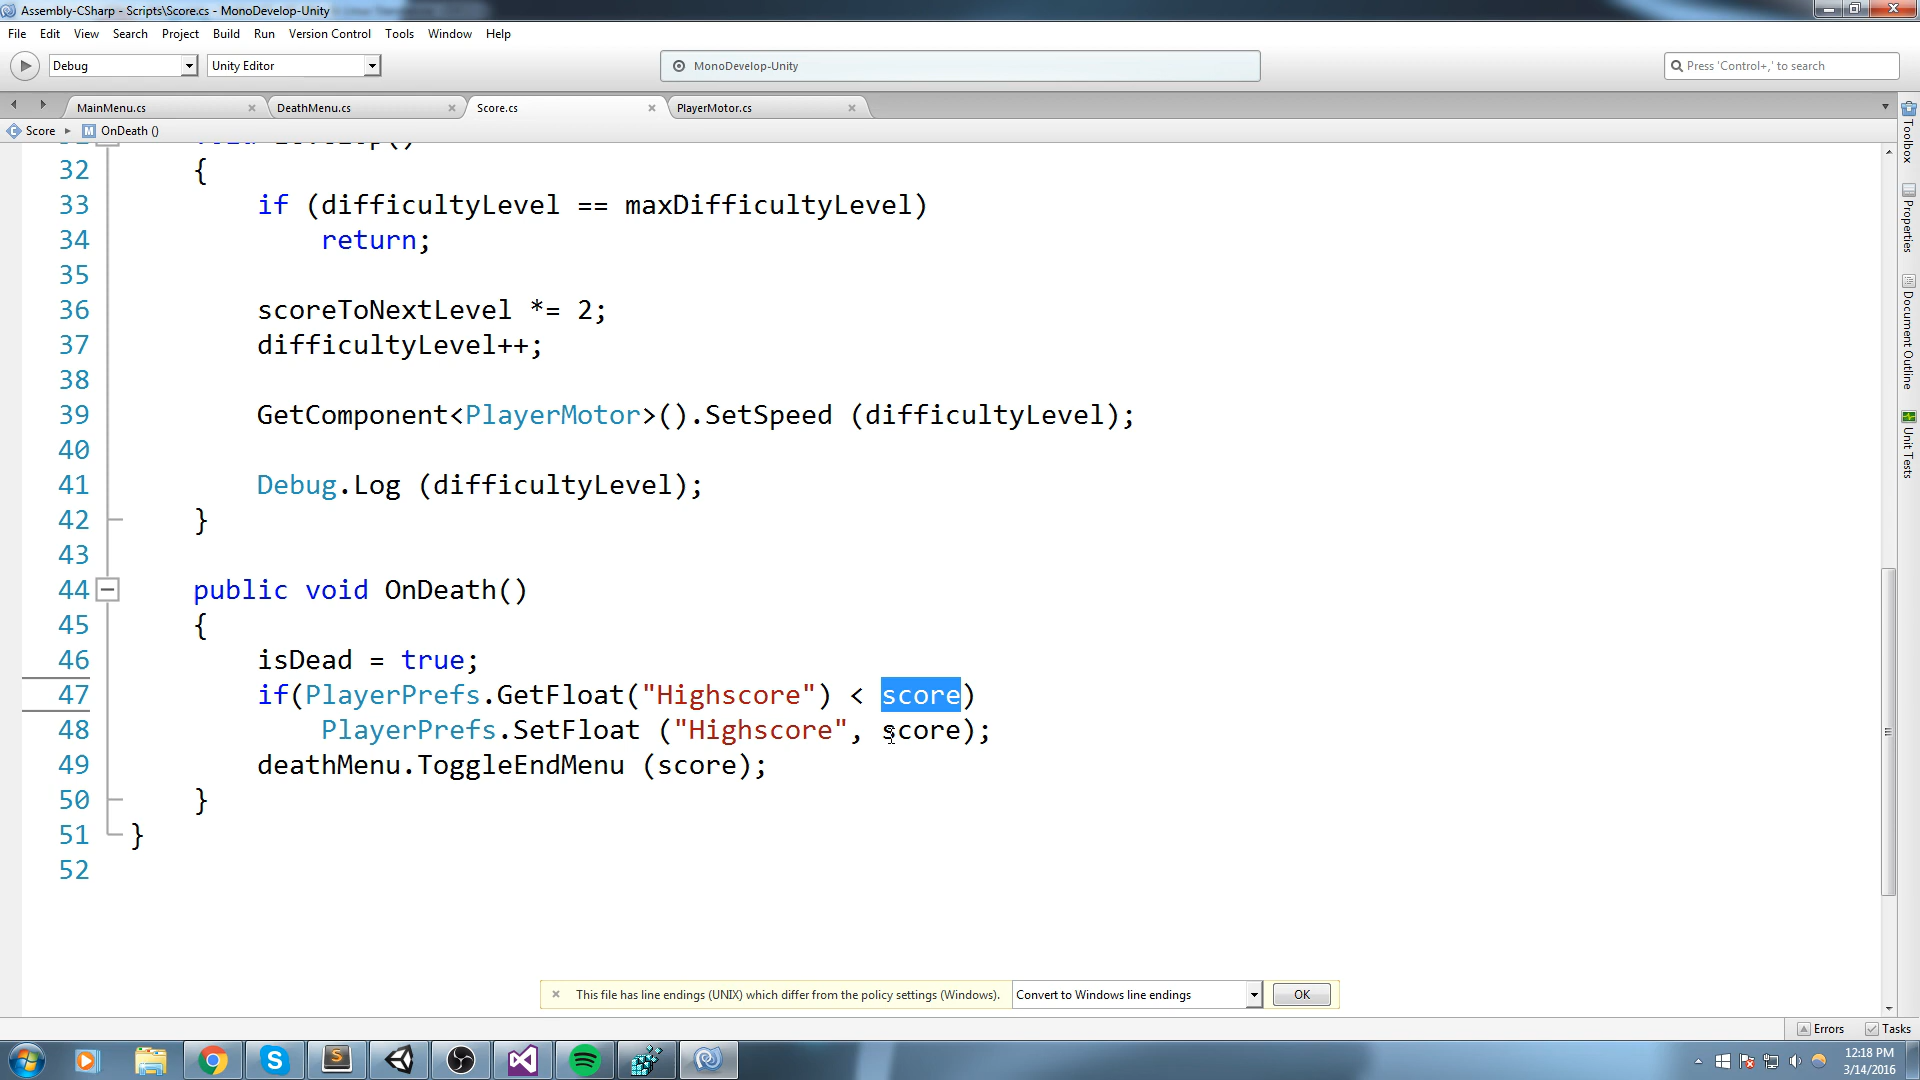 Assembly-CSharp - Scripts\Score.cs - MonoDevelop-Unity
File Edit View Search Project Build Run Version Control Tools Window Help
Debug Unity Editor MonoDevelop-Unity Press 'Control+,' to search
MainMenu.cs DeathMenu.cs Score.cs PlayerMotor.cs
Score OnDeath ()
32 {
33 if (difficultyLevel == maxDifficultyLevel)
34 return;
35
36 scoreToNextLevel *= 2;
37 difficultyLevel++;
38
39 GetComponent<PlayerMotor>().SetSpeed (difficultyLevel);
40
41 Debug.Log (difficultyLevel);
42 }
43
44 public void OnDeath()
45 {
46 isDead = true;
47 if(PlayerPrefs.GetFloat("Highscore") < score)
48 PlayerPrefs.SetFloat ("Highscore", score);
49 deathMenu.ToggleEndMenu (score);
50 }
51 }
52
Toolbox
Properties
Document Outline
Unit Tests
This file has line endings (UNIX) which differ from the policy settings (Windows). Convert to Windows line endings OK
Errors Tasks
12:18 PM
3/14/2016